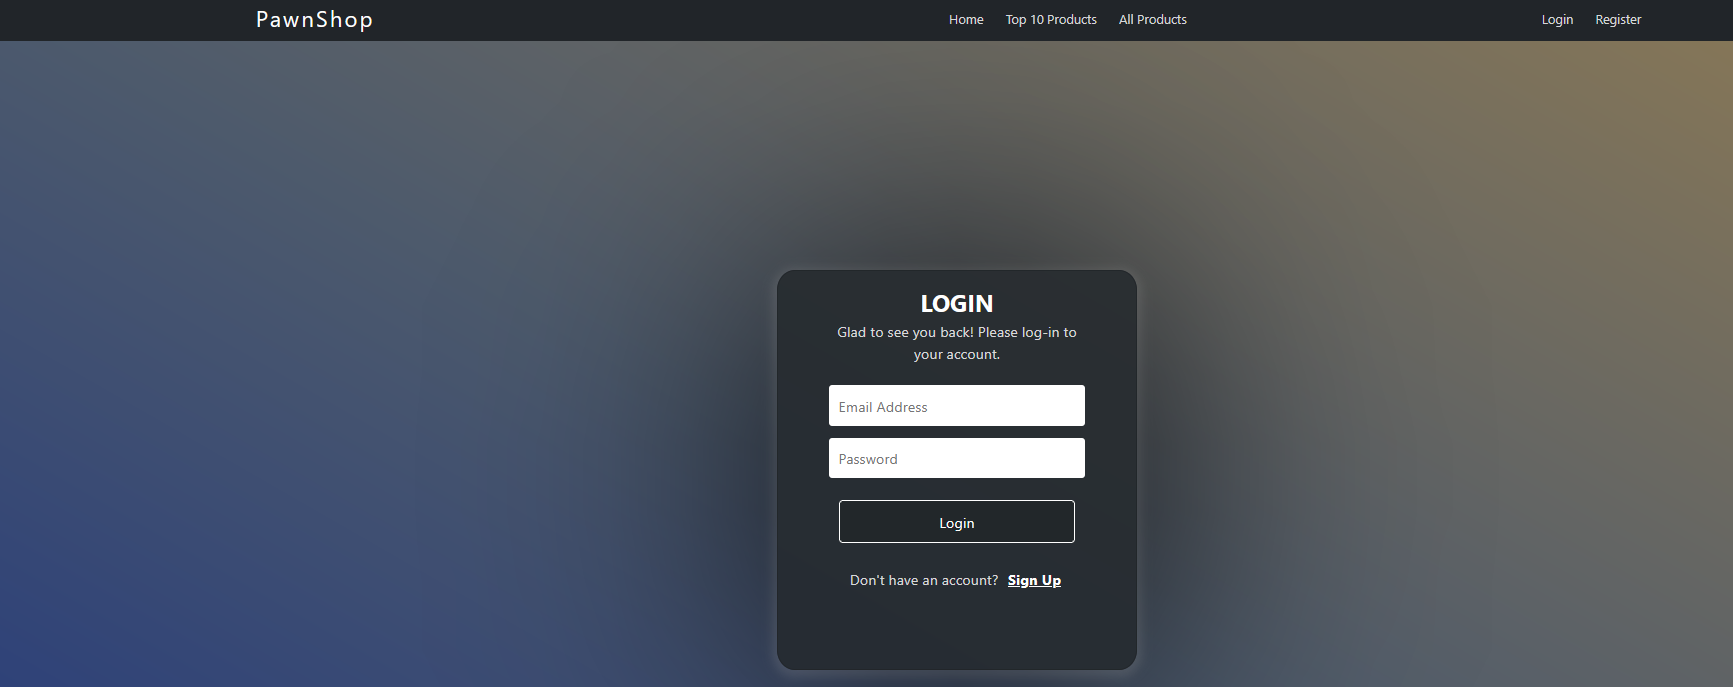 PawnShop Home Top 10 Products All Products Login Register
LOGIN
Glad to see you back! Please log-in to
your account.
Email Address
Password
Login
Don't have an account? Sign Up